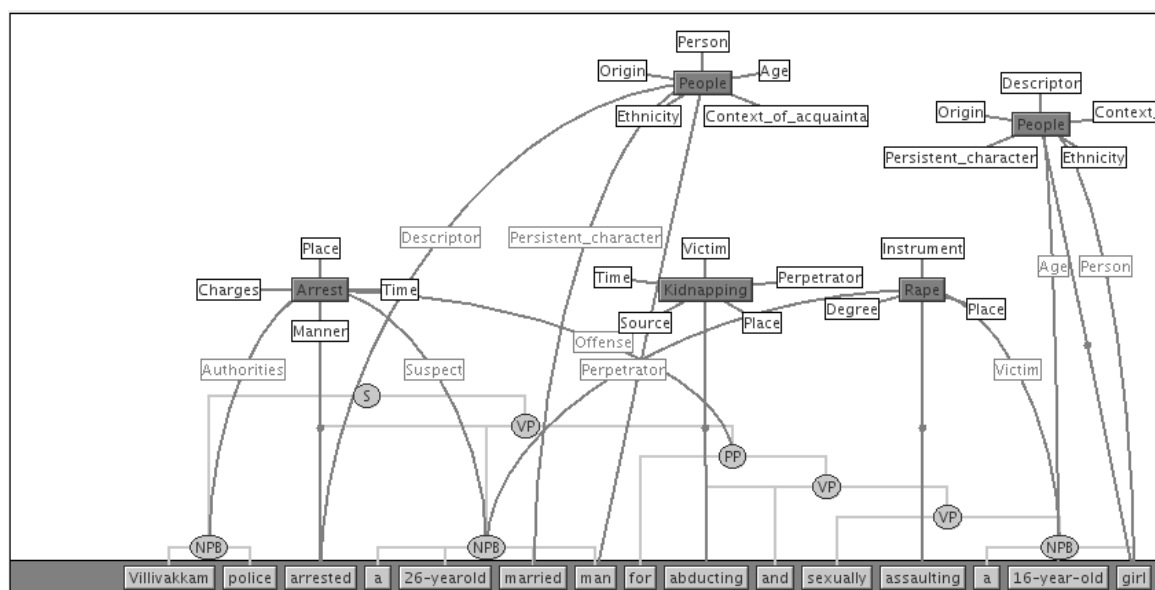 Person
Origin
Age
People
Descriptor
Ethnicity
Context_of_acquainta
Origin
Context_
People
Persistent_character
Ethnicity
Descriptor
Persistent_character
Place
Victim
Instrument
Age
Person
Charges
Arrest
Time
Time
Kidnapping
Perpetrator
Rape
Manner
Source
Place
Degree
Place
Offense
Authorities
Suspect
Perpetrator
Victim
S
VP
PP
VP
VP
NPB
NPB
NPB
Villivakkam police arrested a 26-yearold married man for abducting and sexually assaulting a 16-year-old girl